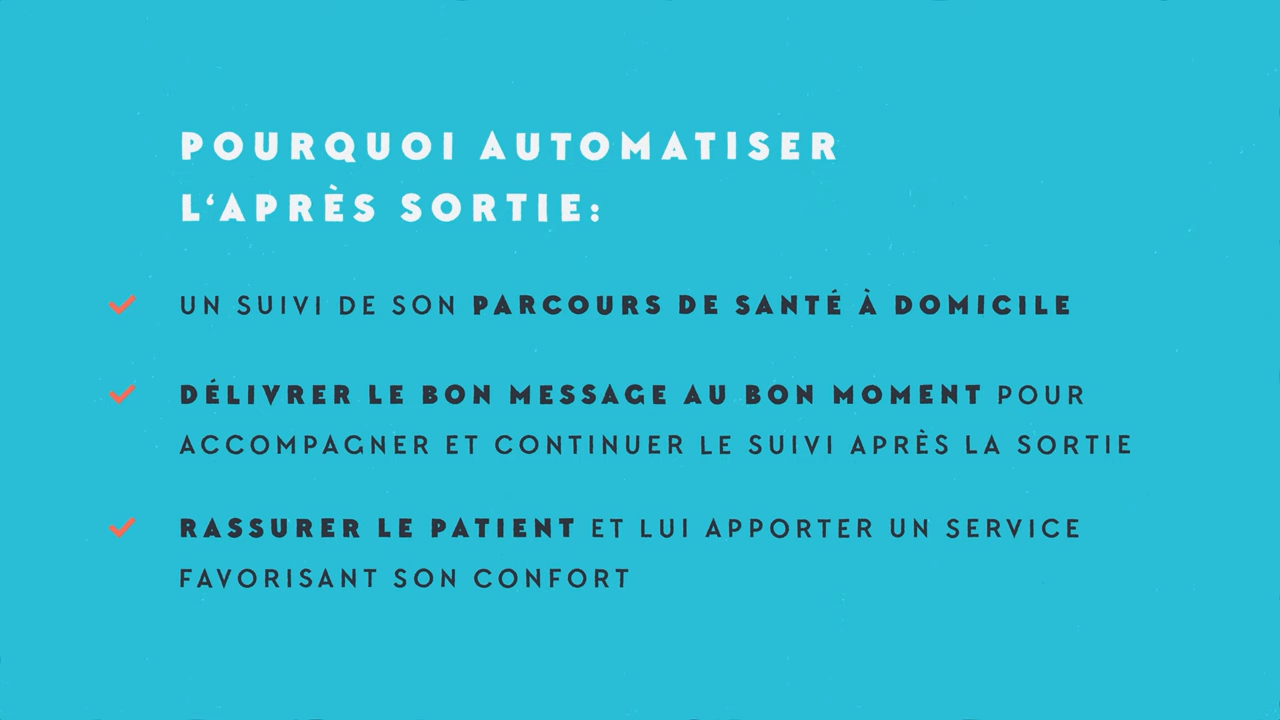 POURQUOI AUTOMATISER
L‘APRÈS SORTIE:
UN SUIVI DE SON PARCOURS DE SANTÉ À DOMICILE
DÉLIVRER LE BON MESSAGE AU BON MOMENT POUR
ACCOMPAGNER ET CONTINUER LE SUIVI APRÈS LA SORTIE
RASSURER LE PATIENT ET LUI APPORTER UN SERVICE
FAVORISANT SON CONFORT